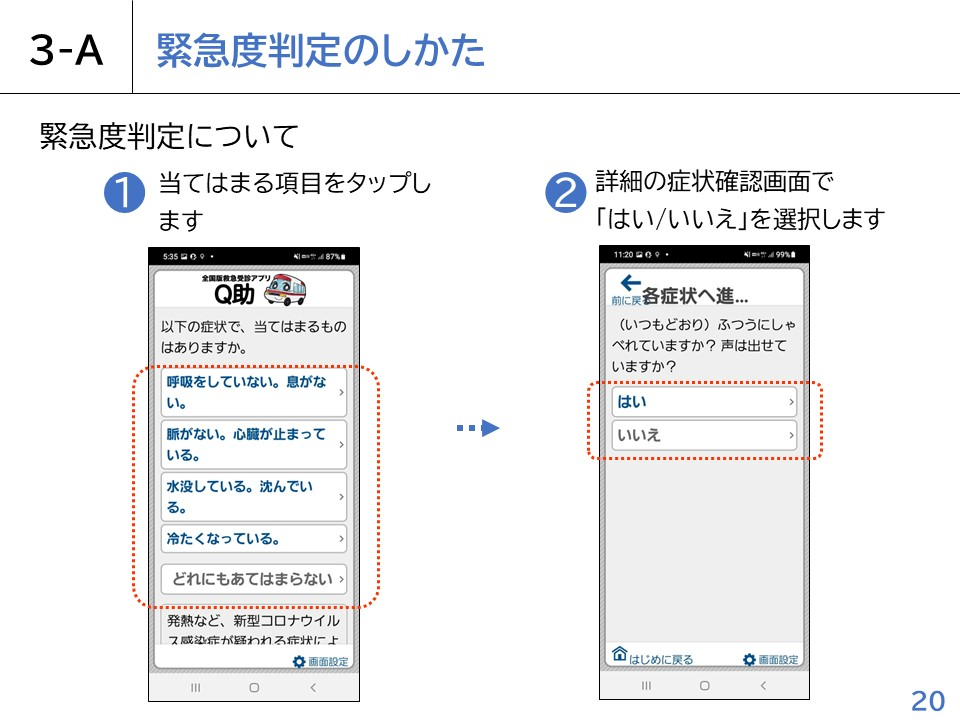 3-A
緊急度判定のしかた
緊急度判定について
1
当てはまる項目をタップし
ます
5:35
87%
全国版救急受診アプリ
Q助
以下の症状で、当てはまるもの
はありますか。
呼吸をしていない。息がな
い。
脈がない。心臓が止まって
いる。
水没している。沈んでい
る。
冷たくなっている。
どれにもあてはまらない
発熱など、新型コロナウイル
ス感染症が疑われる症状によ
画面設定
2
詳細の症状確認画面で
「はい/いいえ」を選択します
11:20
99%
各症状へ進...
前に戻る
（いつもどおり）ふつうにしゃ
べれていますか？ 声は出せて
いますか？
はい
いいえ
はじめに戻る
画面設定
20